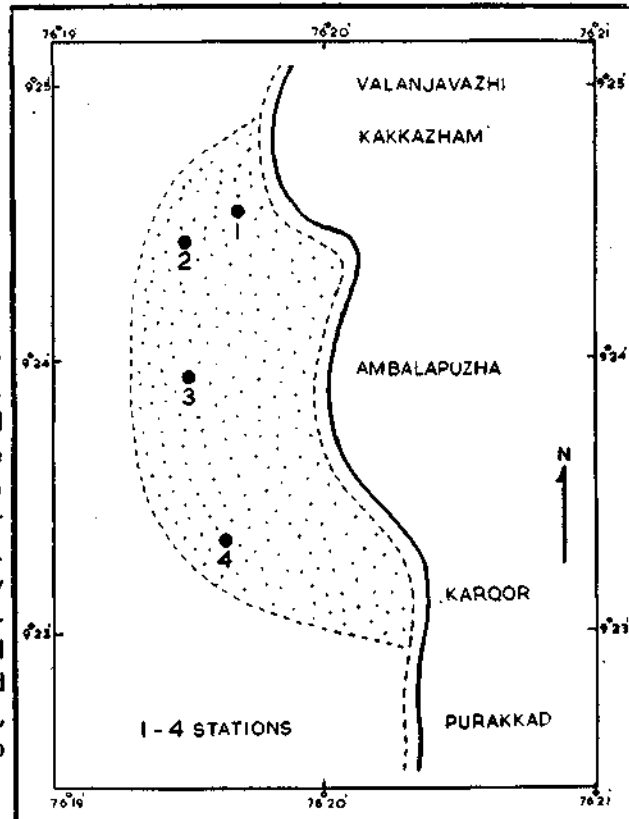 76°19' 76°20' 76°21'
9°25' 9°25'
VALANJAVAZHI
KAKKAZHAM
1
2
9°24' 9°24'
AMBALAPUZHA
3
N
4
KAROOR
9°23' 9°23'
1-4 STATIONS
PURAKKAD
76°19' 76°20' 76°21'